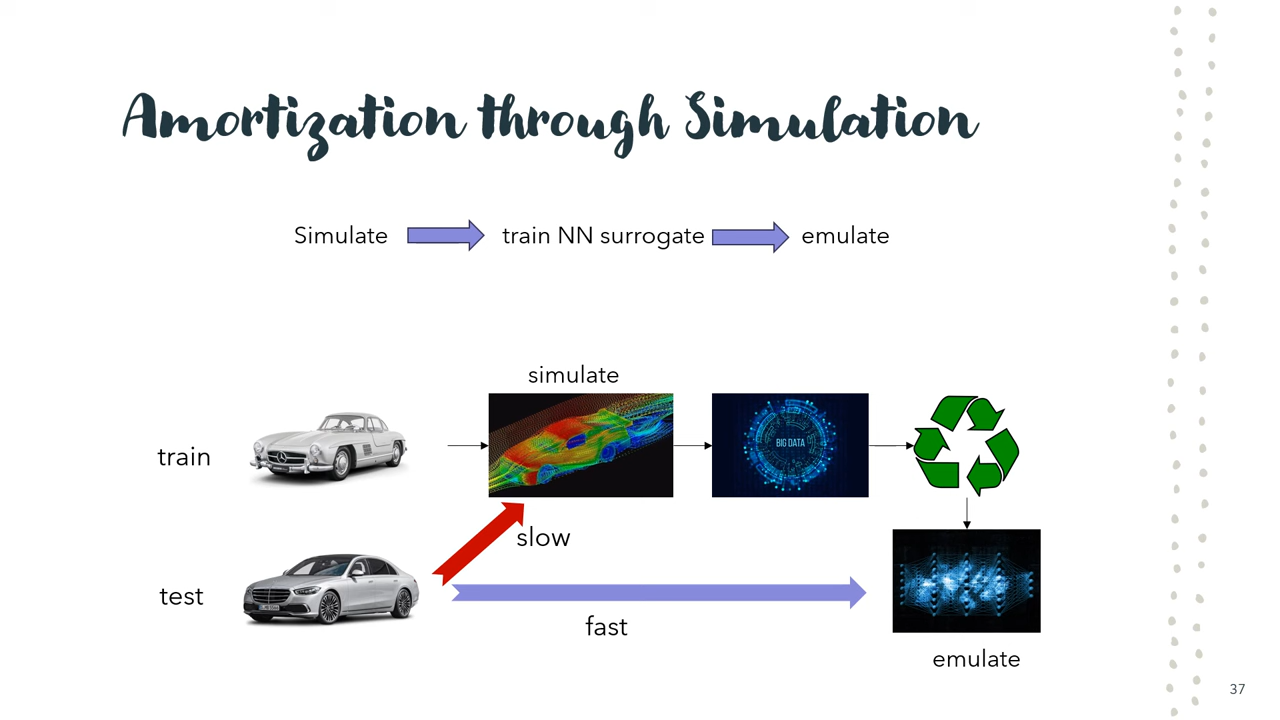 Amortization through Simulation
Simulate train NN surrogate emulate
simulate
train
BIG DATA
slow
test
fast
emulate
37